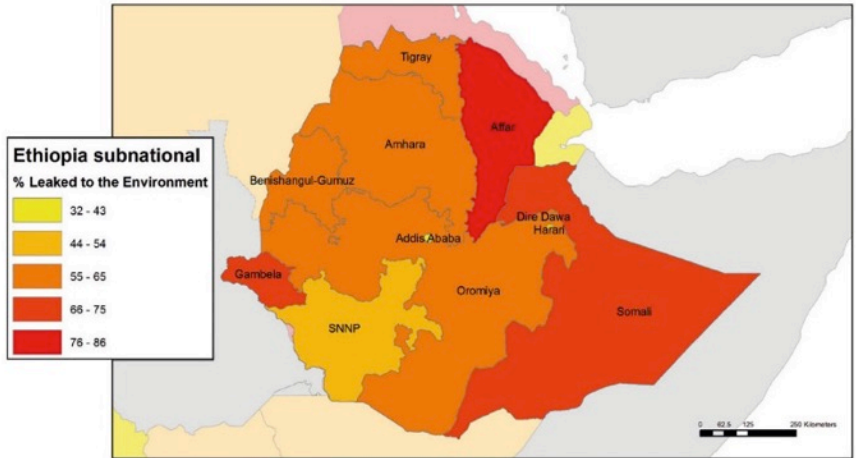 Tigray
Affar
Amhara
Ethiopia subnational
% Leaked to the Environment
32 - 43
44 - 54
55 - 65
66 - 75
76 - 86
Benishangul-Gumuz
Dire Dawa
Harari
Addis Ababa
Gambela
Oromiya
Somali
SNNP
0 62.5 125 250 Kilometers